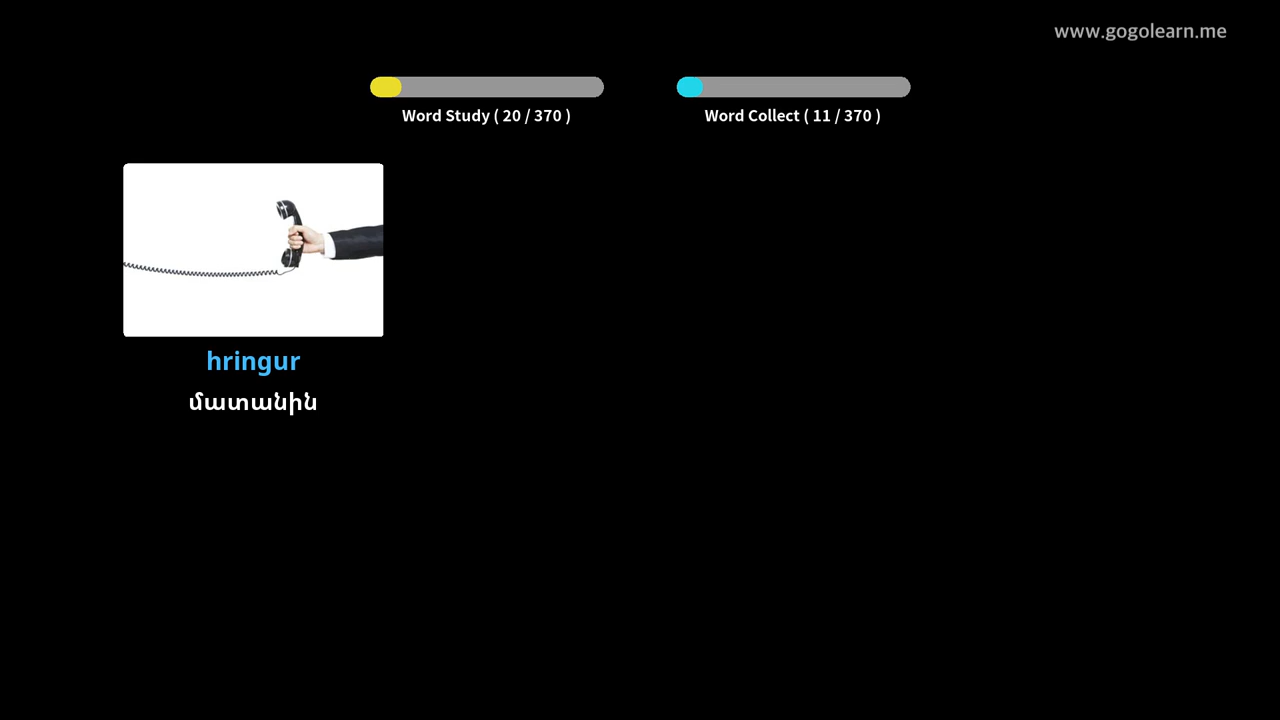 www.gogolearn.me
Word Study ( 20 / 370 )
Word Collect ( 11 / 370 )
hringur
մատանին